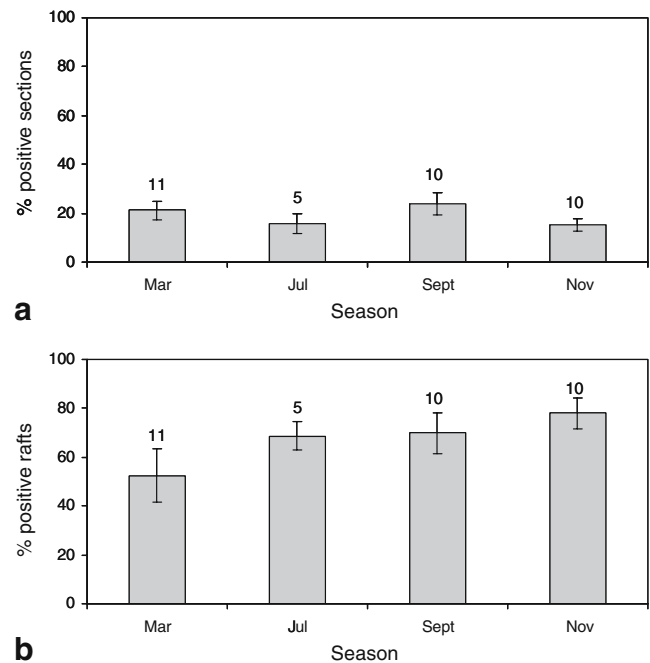 100
80
60
40
20
0
% positive sections
11
5
10
10
Mar
Jul
Sept
Nov
a
Season
100
80
60
40
20
0
% positive rafts
11
5
10
10
Mar
Jul
Sept
Nov
b
Season